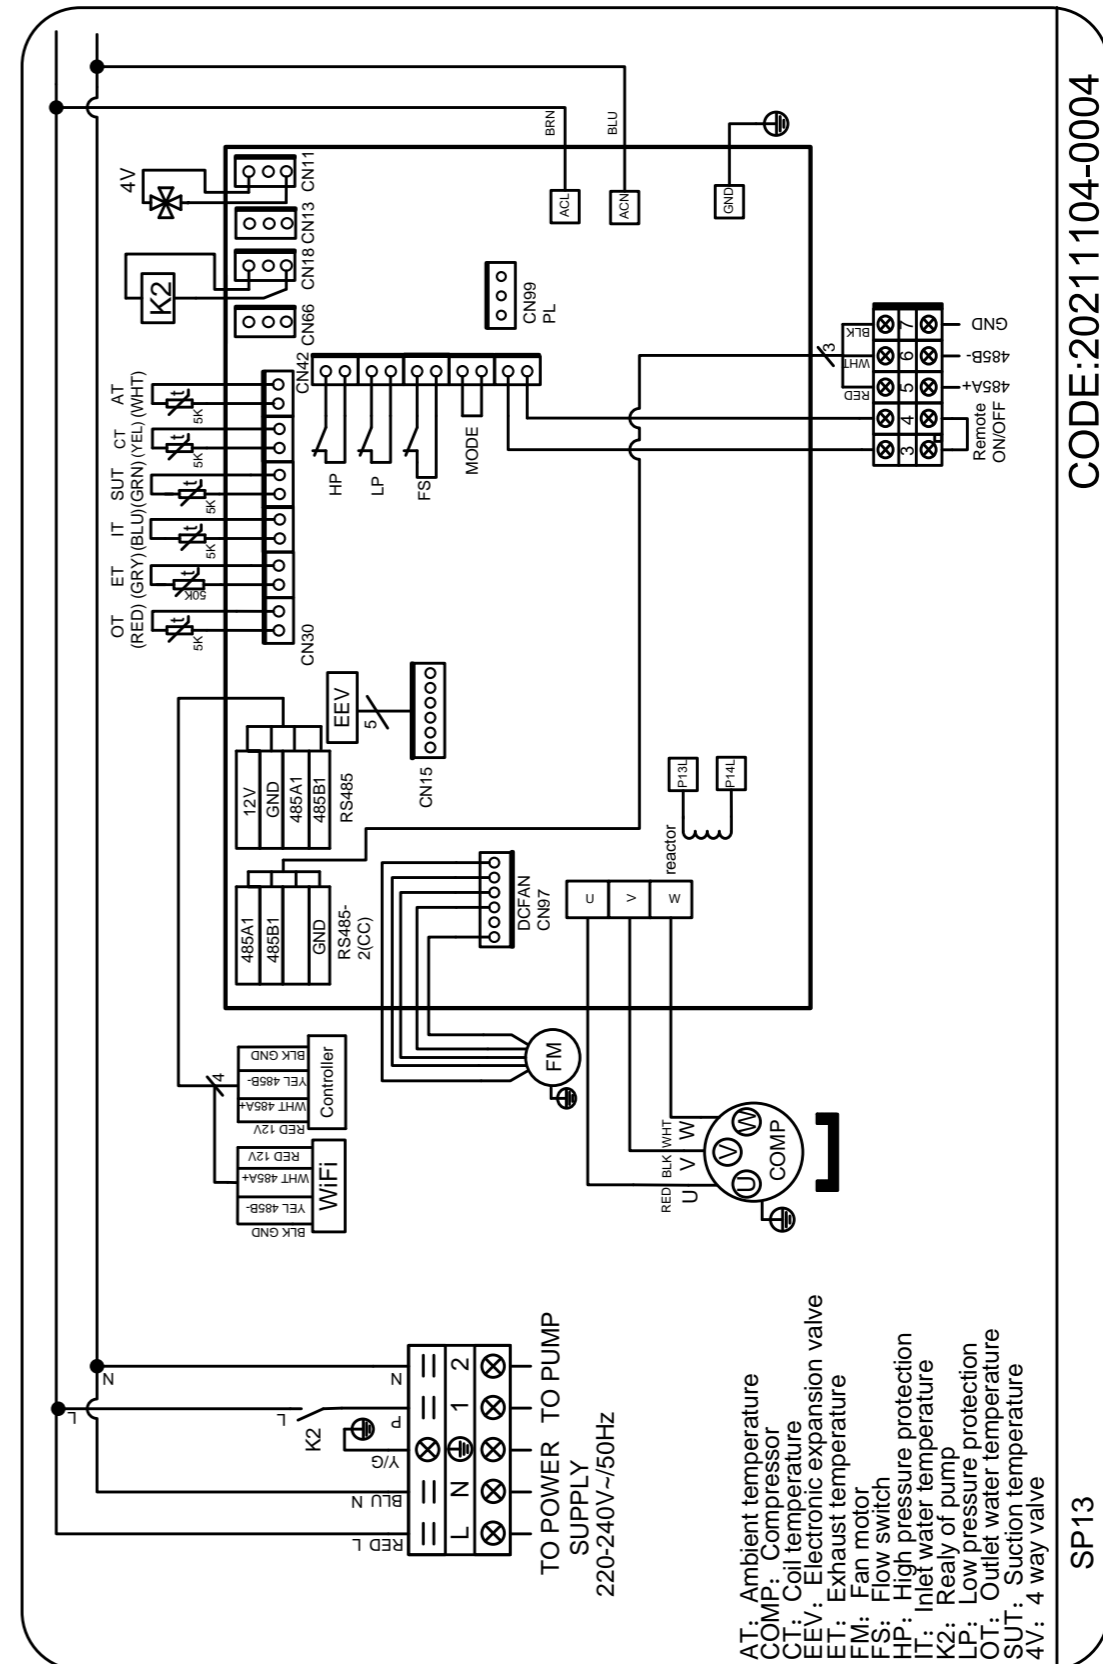 4V
CN11
CN13
K2
CN18
CN66
AT
(WHT)
5K
CT
(YEL)
5K
SUT
(GRN)
5K
IT
(BLU)
5K
ET
(GRY)
50K
OT
(RED)
5K
CN42
CN30
HP
LP
FS
MODE
CN99
PL
BRN
BLU
ACL
ACN
GND
12V
GND
485A1
485B1
RS485
EEV
5
CN15
485A1
485B1
GND
RS485-
2(CC)
DCFAN
CN97
P13L
P14L
reactor
U
V
W
3
BLK
WHT
RED
7
6
5
4
3
GND
485B-
485A+
Remote
ON/OFF
4
BLK GND
YEL 485B-
WHT 485A+
RED 12V
Controller
RED 12V
WHT 485A+
YEL 485B-
BLK GND
WiFi
FM
RED
BLK
WHT
U
V
W
U
V
W
COMP
N
L
L
K2
N
P
Y/G
BLU N
RED L
2
1
N
L
TO PUMP
TO POWER
SUPPLY
220-240V~/50Hz
AT: Ambient temperature
COMP: Compressor
CT: Coil temperature
EEV: Electronic expansion valve
ET: Exhaust temperature
FM: Fan motor
FS: Flow switch
HP: High pressure protection
IT: Inlet water temperature
K2: Realy of pump
LP: Low pressure protection
OT: Outlet water temperature
SUT: Suction temperature
4V: 4 way valve
SP13
CODE:20211104-0004